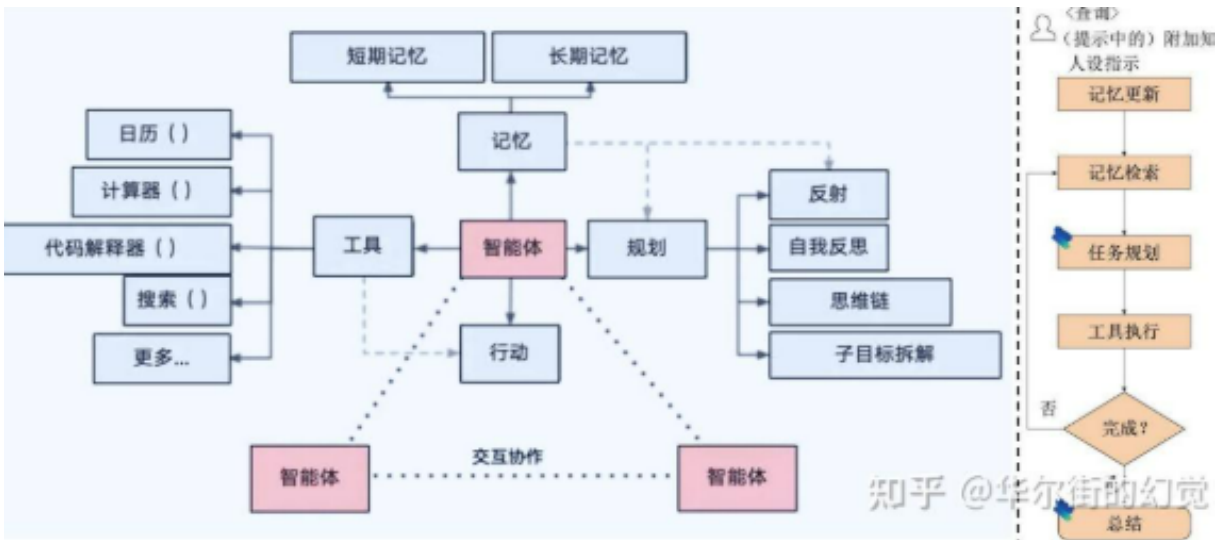 短期记忆
长期记忆
日历（）
记忆
计算器（）
反射
代码解释器（）
工具
智能体
规划
自我反思
搜索（）
思维链
更多...
行动
子目标拆解
智能体
交互协作
智能体
<查询>
（提示中的）附加知
人设指示
记忆更新
记忆检索
任务规划
工具执行
否
完成？
总结
知乎 @华尔街的幻觉